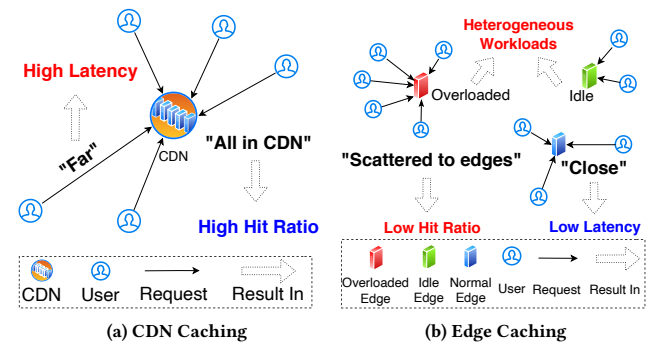 High Latency
"Far"
CDN
"All in CDN"
High Hit Ratio
CDN
User
Request
Result In
(a) CDN Caching
Heterogeneous
Workloads
Overloaded
Idle
"Scattered to edges"
"Close"
Low Hit Ratio
Low Latency
Overloaded
Edge
Idle
Edge
Normal
Edge
User
Request
Result In
(b) Edge Caching